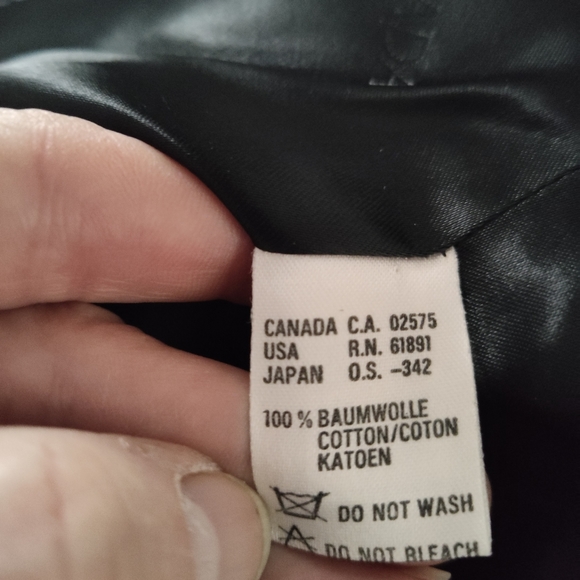 CANADA C.A. 02575
USA R.N. 61891
JAPAN O.S. -342
100 % BAUMWOLLE
COTTON/COTON
KATOEN
DO NOT WASH
DO NOT BLEACH